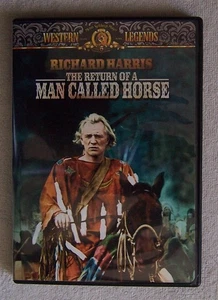 WESTERN LEGENDS
RICHARD HARRIS
THE RETURN OF A
MAN CALLED HORSE